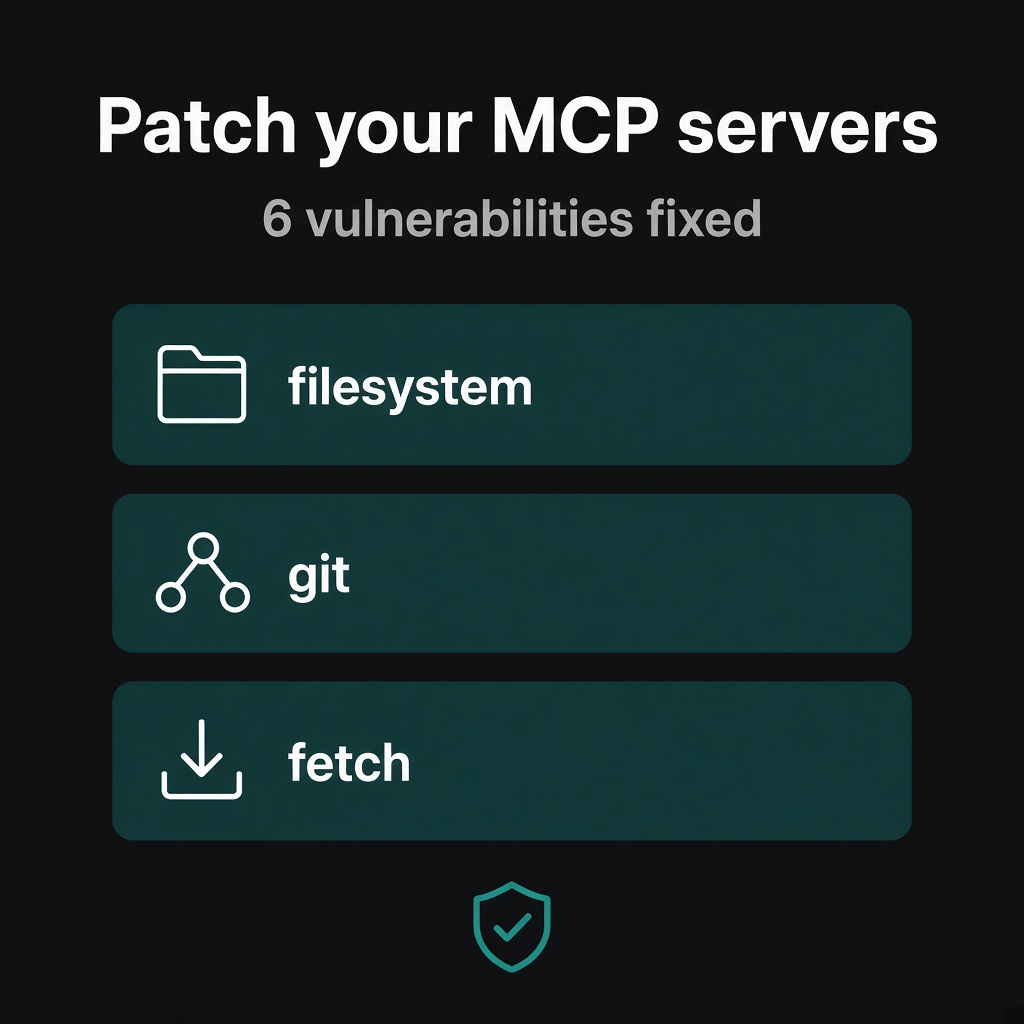 Patch your MCP servers
6 vulnerabilities fixed
filesystem
git
fetch